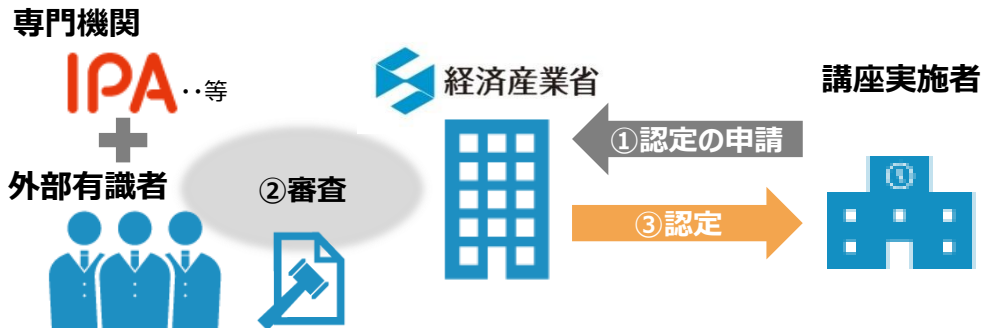 専門機関
IPA ‥等
外部有識者
②審査
経済産業省
①認定の申請
③認定
講座実施者